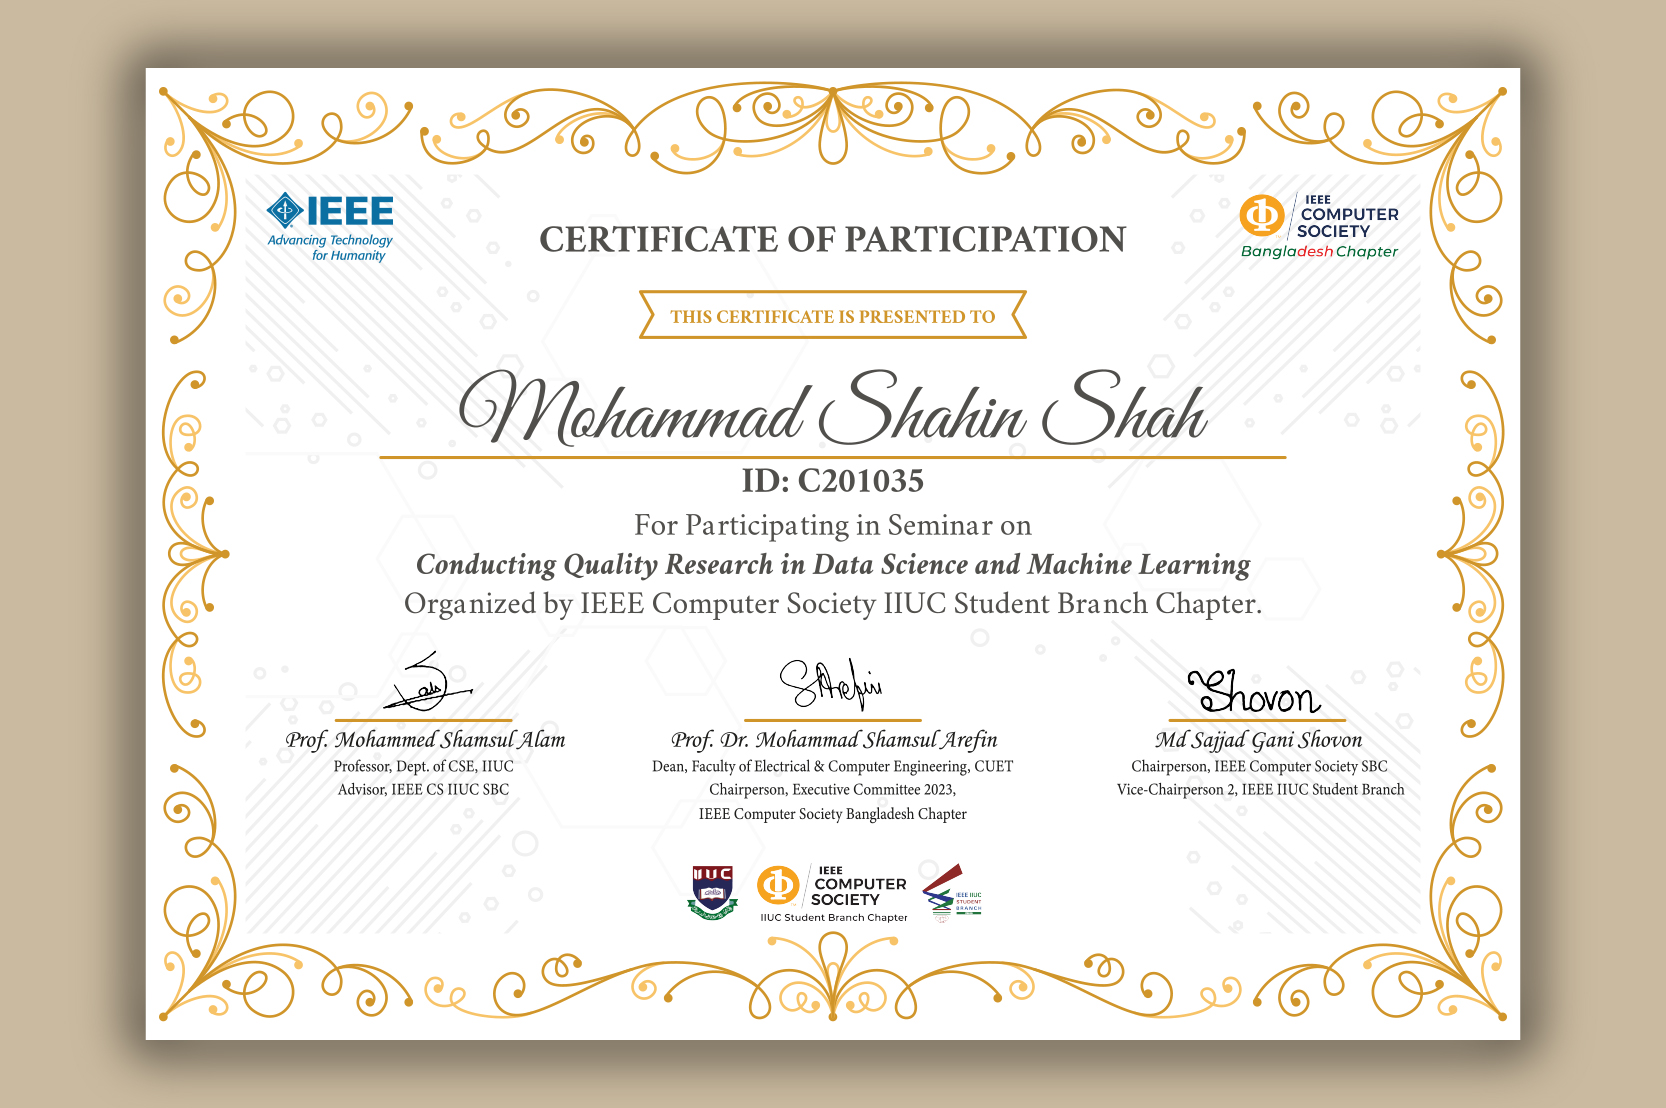 IEEE
Advancing Technology
for Humanity
IEEE
COMPUTER
SOCIETY
Bangladesh Chapter
CERTIFICATE OF PARTICIPATION
THIS CERTIFICATE IS PRESENTED TO
Mohammad Shahin Shah
ID: C201035
For Participating in Seminar on
Conducting Quality Research in Data Science and Machine Learning
Organized by IEEE Computer Society IIUC Student Branch Chapter.
SArefin
Shovon
Prof. Mohammed Shamsul Alam
Professor, Dept. of CSE, IIUC
Advisor, IEEE CS IIUC SBC
Prof. Dr. Mohammad Shamsul Arefin
Dean, Faculty of Electrical & Computer Engineering, CUET
Chairperson, Executive Committee 2023,
IEEE Computer Society Bangladesh Chapter
Md Sajjad Gani Shovon
Chairperson, IEEE Computer Society SBC
Vice-Chairperson 2, IEEE IIUC Student Branch
IIUC
IEEE
COMPUTER
SOCIETY
IIUC Student Branch Chapter
IEEE IIUC
STUDENT
BRANCH